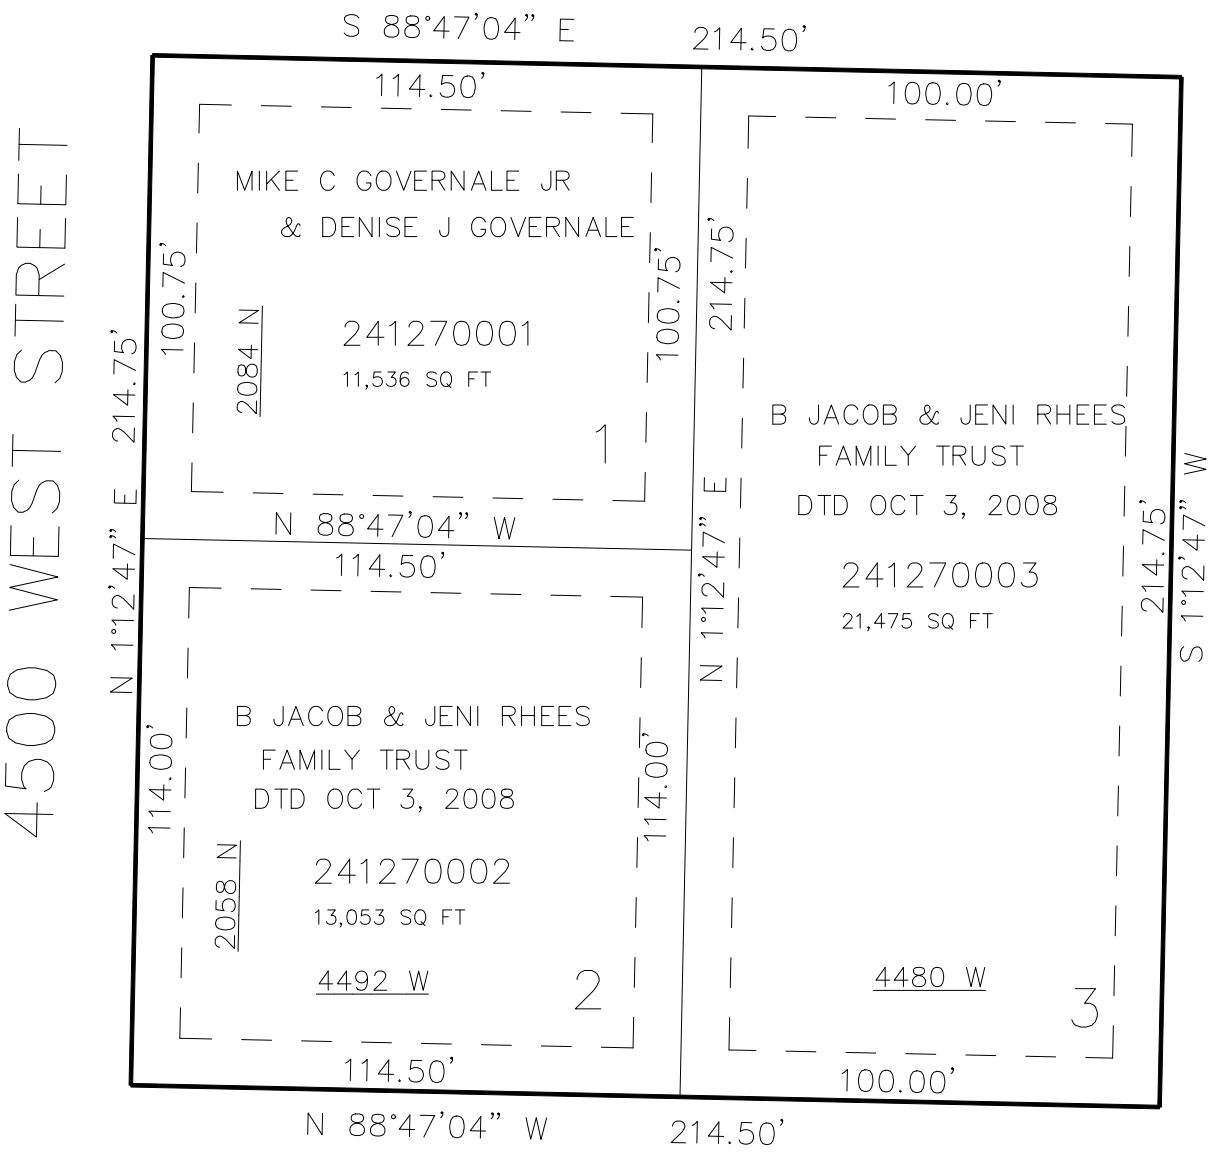 S 88°47'04" E 214.50'
114.50'
100.00'
4500 WEST STREET
N 1°12'47" E 214.75'
MIKE C GOVERNALE JR
& DENISE J GOVERNALE
100.75'
100.75'
2084 N
241270001
11,536 SQ FT
1
N 88°47'04" W
114.50'
B JACOB & JENI RHEES
FAMILY TRUST
DTD OCT 3, 2008
114.00'
114.00'
2058 N
241270002
13,053 SQ FT
4492 W
2
114.50'
N 1°12'47" E
214.75'
B JACOB & JENI RHEES
FAMILY TRUST
DTD OCT 3, 2008
241270003
21,475 SQ FT
214.75'
S 1°12'47" W
4480 W
3
100.00'
N 88°47'04" W 214.50'